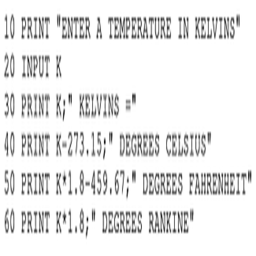 10 PRINT "ENTER A TEMPERATURE IN KELVINS"
20 INPUT K
30 PRINT K;" KELVINS ="
40 PRINT K-273.15;" DEGREES CELSIUS"
50 PRINT K*1.8-459.67;" DEGREES FAHRENHEIT"
60 PRINT K*1.8;" DEGREES RANKINE"